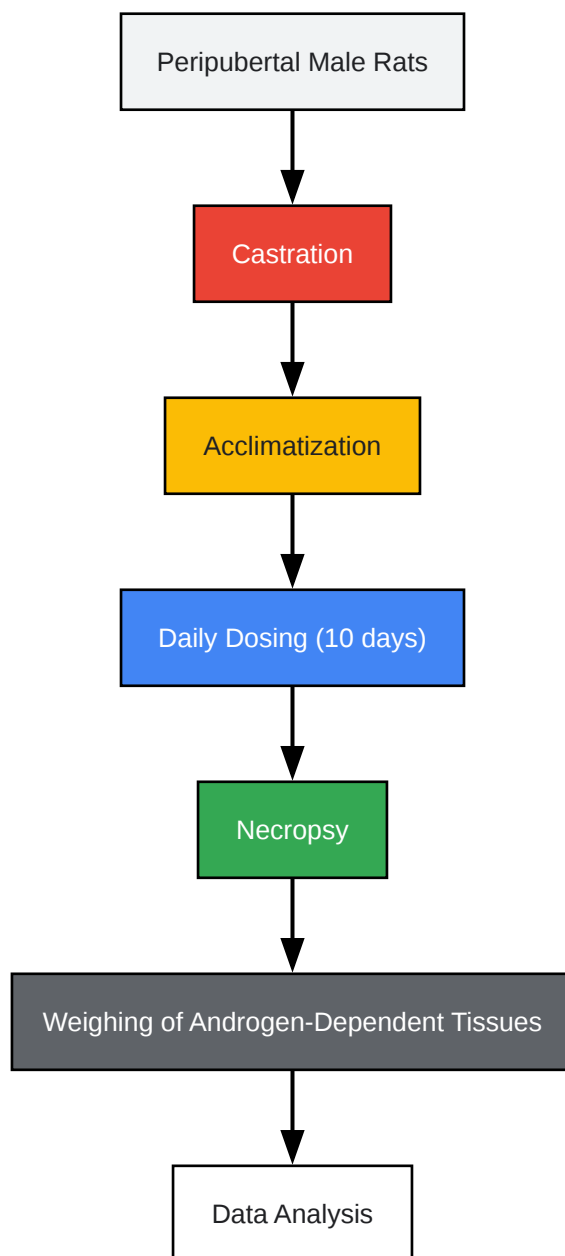 Peripubertal Male Rats
Castration
Acclimatization
Daily Dosing (10 days)
Necropsy
Weighing of Androgen-Dependent Tissues
Data Analysis